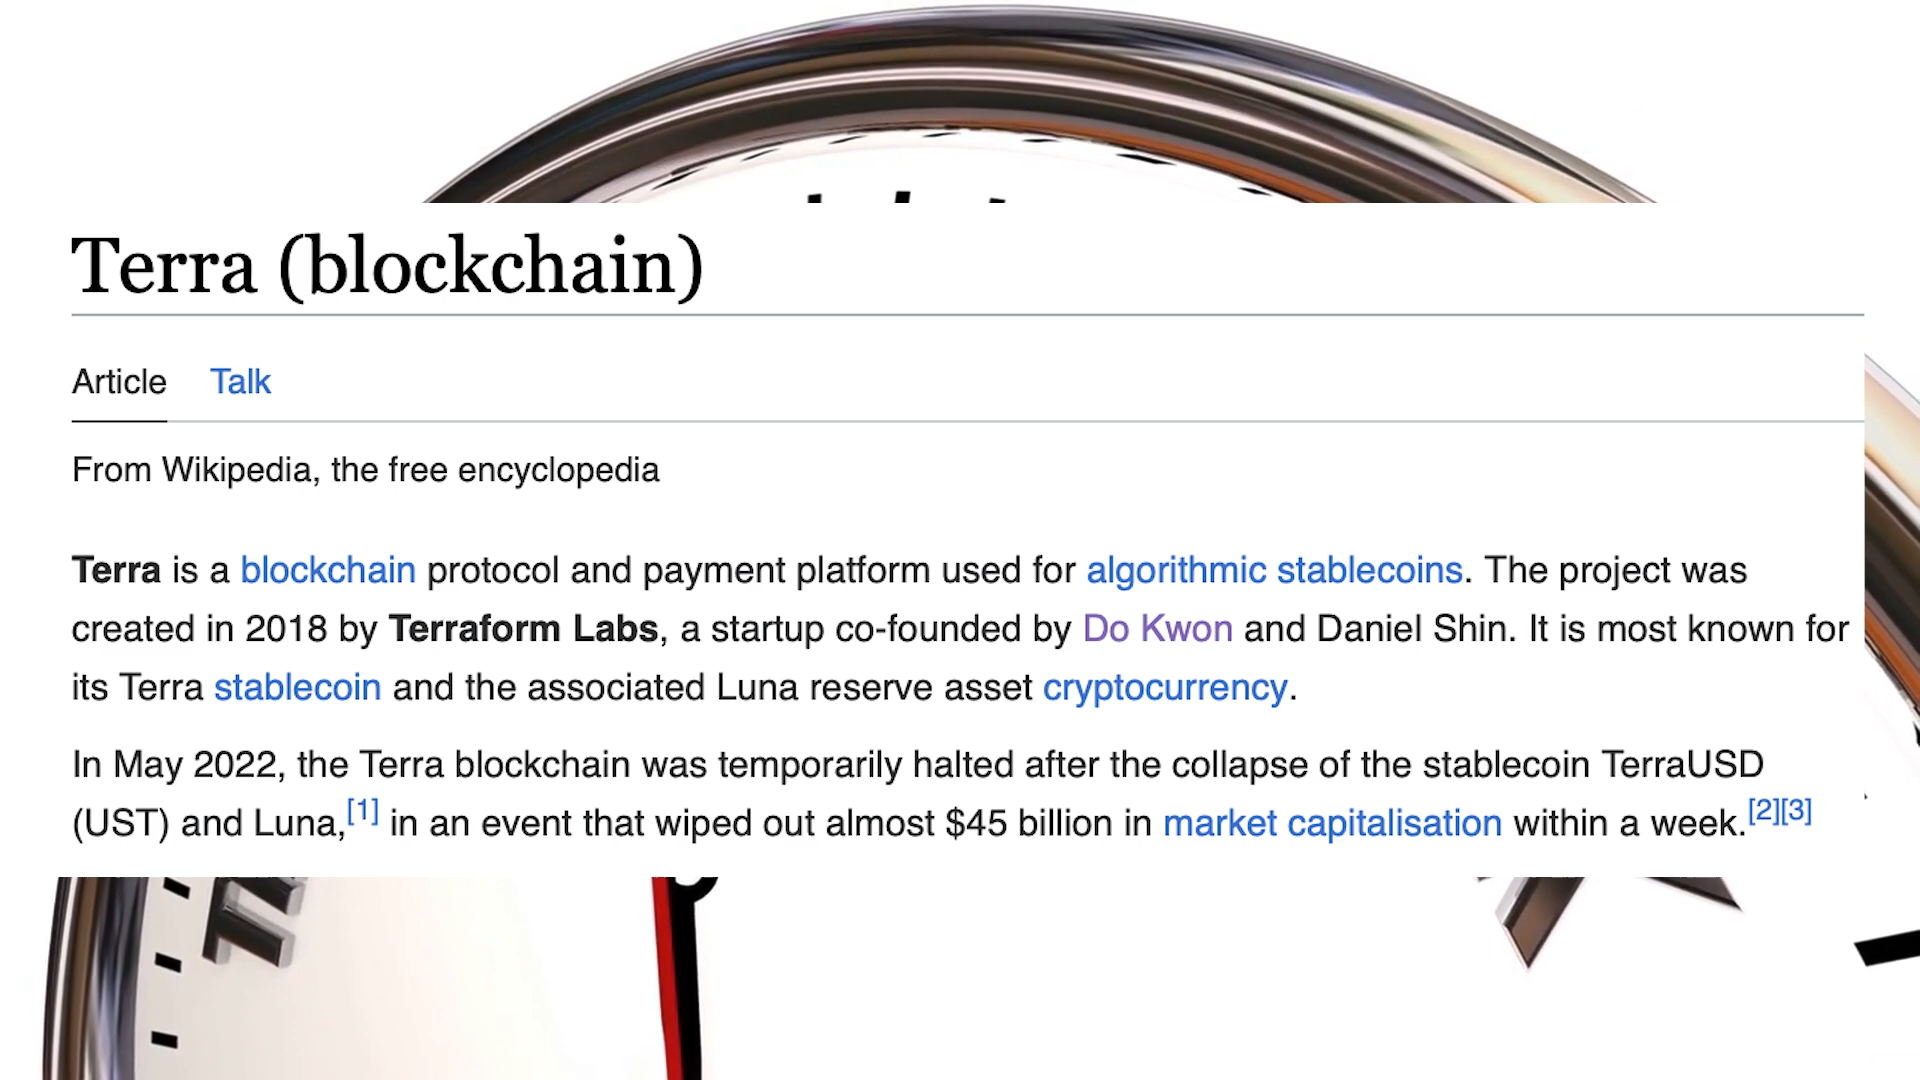 Terra (blockchain)
Article Talk
From Wikipedia, the free encyclopedia
Terra is a blockchain protocol and payment platform used for algorithmic stablecoins. The project was
created in 2018 by Terraform Labs, a startup co-founded by Do Kwon and Daniel Shin. It is most known for
its Terra stablecoin and the associated Luna reserve asset cryptocurrency.
In May 2022, the Terra blockchain was temporarily halted after the collapse of the stablecoin TerraUSD
(UST) and Luna,[1] in an event that wiped out almost $45 billion in market capitalisation within a week.[2][3]